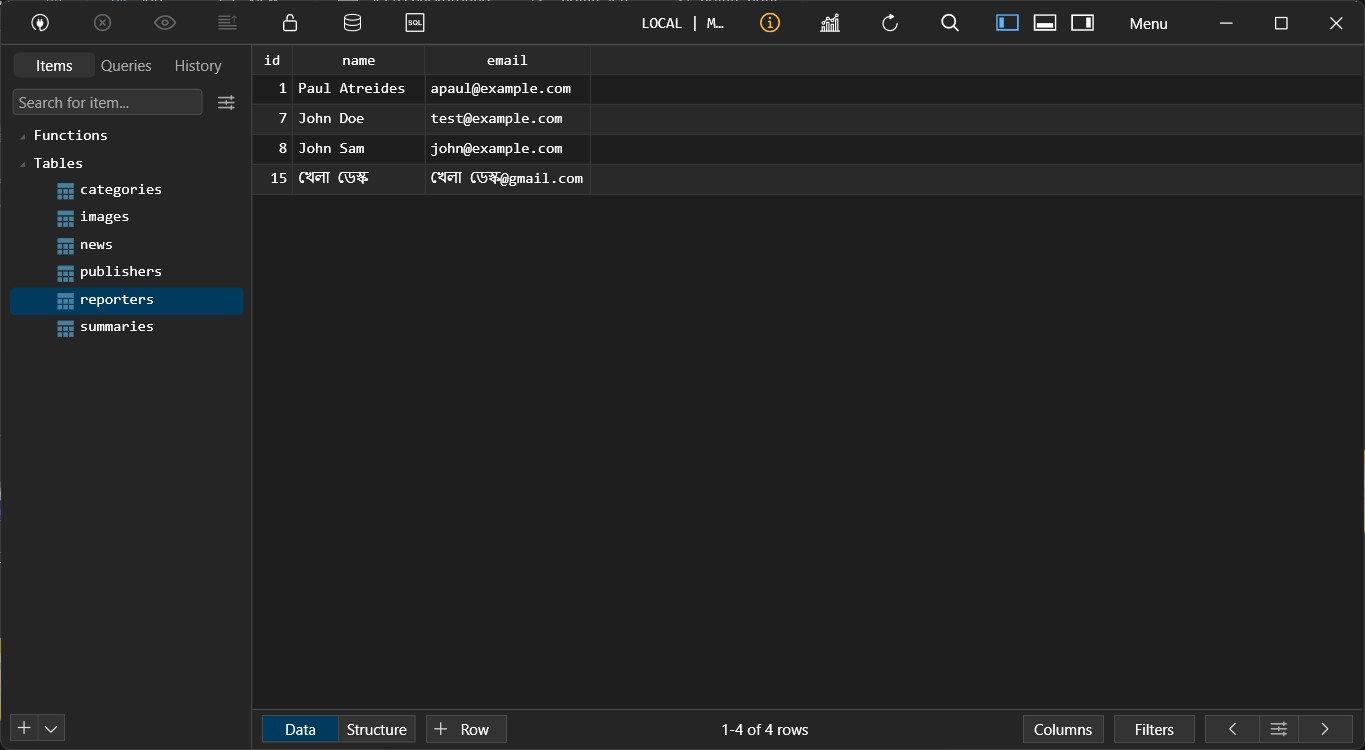 SQL LOCAL | M... Menu
Items Queries History
Search for item...
Functions
Tables
categories
images
news
publishers
reporters
summaries
id name email
1 Paul Atreides apaul@example.com
7 John Doe test@example.com
8 John Sam john@example.com
15 খেলা ডেস্ক খেলা ডেস্ক@gmail.com
Data Structure + Row 1-4 of 4 rows Columns Filters